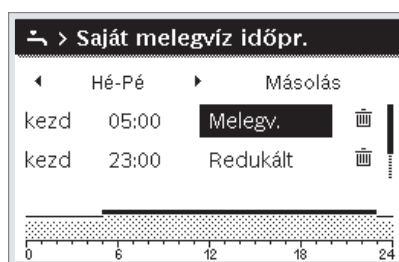 > Saját melegvíz időpr.
Hé-Pé Másolás
kezd 05:00 Melegv.
kezd 23:00 Redukált
0 6 12 18 24